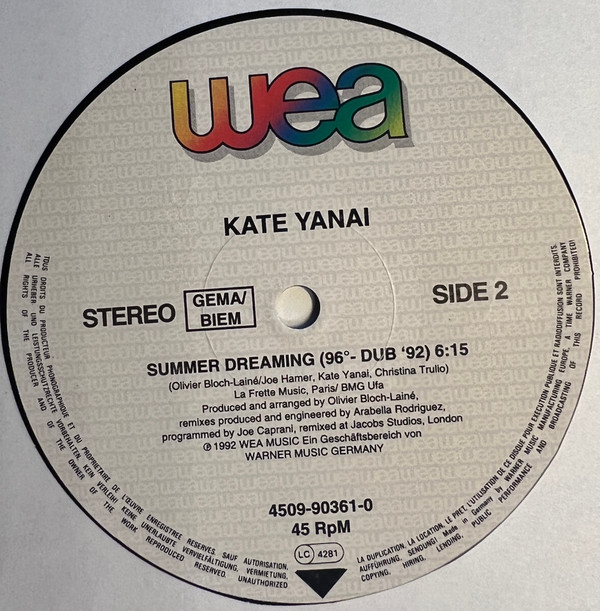 wea
KATE YANAI
STEREO GEMA/ BIEM SIDE 2
SUMMER DREAMING (96°- DUB '92) 6:15
(Olivier Bloch-Lainé/Joe Hamer, Kate Yanai, Christina Trulio)
La Frette Music, Paris/ BMG Ufa
Produced and arranged by Olivier Bloch-Lainé,
remixes produced and engineered by Arabella Rodriguez,
programmed by Joe Caprani, remixed at Jacobs Studios, London
℗ 1992 WEA MUSIC Ein Geschäftsbereich von
WARNER MUSIC GERMANY
4509-90361-0
45 RpM
LC 4281
TOUS DROITS DU PRODUCTEUR PHONOGRAPHIQUE ET DU PROPRIETAIRE DE L'ŒUVRE ENREGISTREE RESERVES. SAUF AUTORISATION,
LA DUPLICATION, LA LOCATION, LE PRET, L'UTILISATION DE CE DISQUE POUR EXECUTION PUBLIQUE ET RADIODIFFUSION SONT INTERDITS.
ALLE URHEBER UND LEISTUNGSSCHUTZRECHTE VORBEHALTEN. KEIN VERLEIH! KEINE UNERLAUBTE VERVIELFÄLTIGUNG, VERMIETUNG,
AUFFÜHRUNG, SENDUNG! Made in Germany by WARNER MUSIC MANUFACTURING EUROPE. A TIME WARNER COMPANY
ALL RIGHTS OF THE PRODUCER AND OF THE OWNER OF THE WORK REPRODUCED RESERVED. UNAUTHORIZED
COPYING, HIRING, LENDING, PUBLIC PERFORMANCE AND BROADCASTING OF THIS RECORD PROHIBITED!